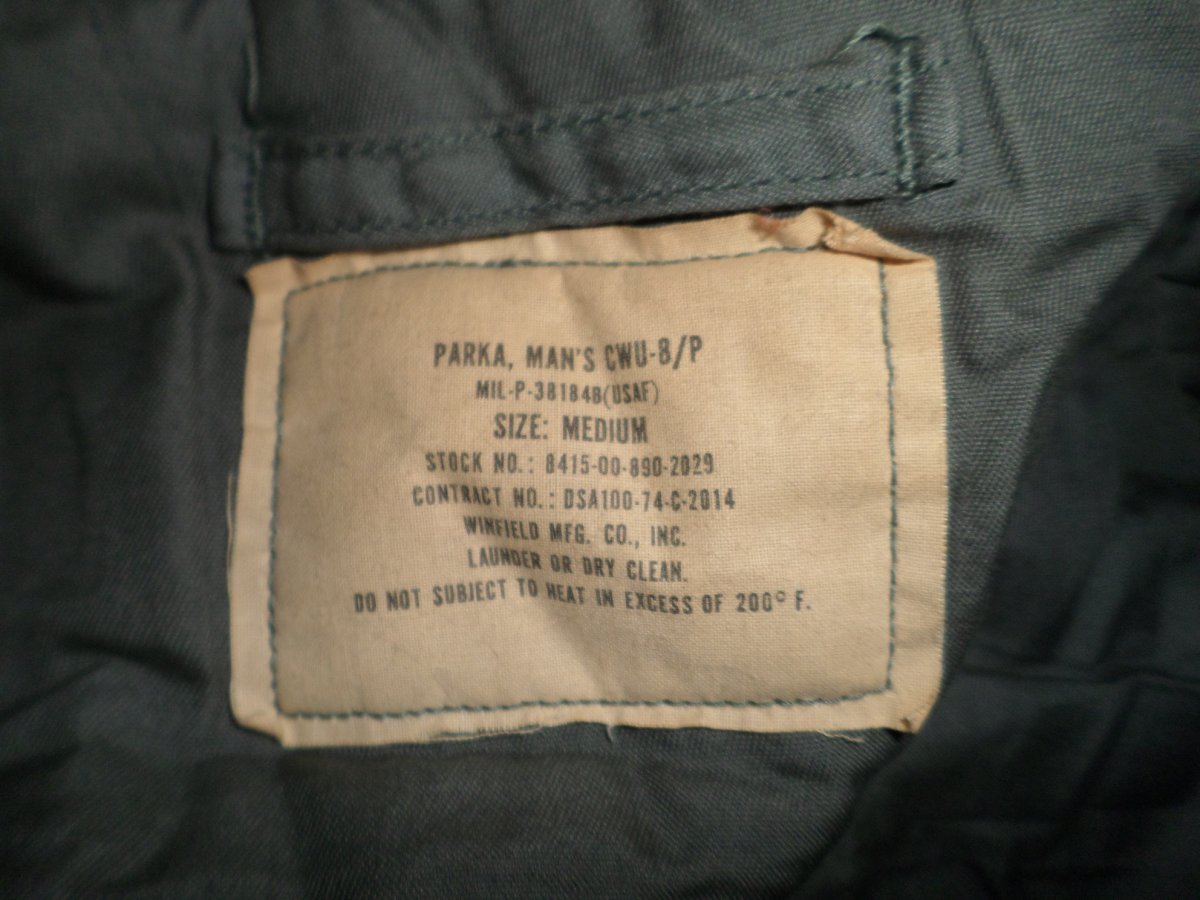 PARKA, MAN'S CWU-8/P
MIL-P-38184B(USAF)
SIZE: MEDIUM
STOCK NO.: 8415-00-890-2029
CONTRACT NO.: DSA100-74-C-2014
WINFIELD MFG. CO., INC.
LAUNDER OR DRY CLEAN.
DO NOT SUBJECT TO HEAT IN EXCESS OF 200° F.